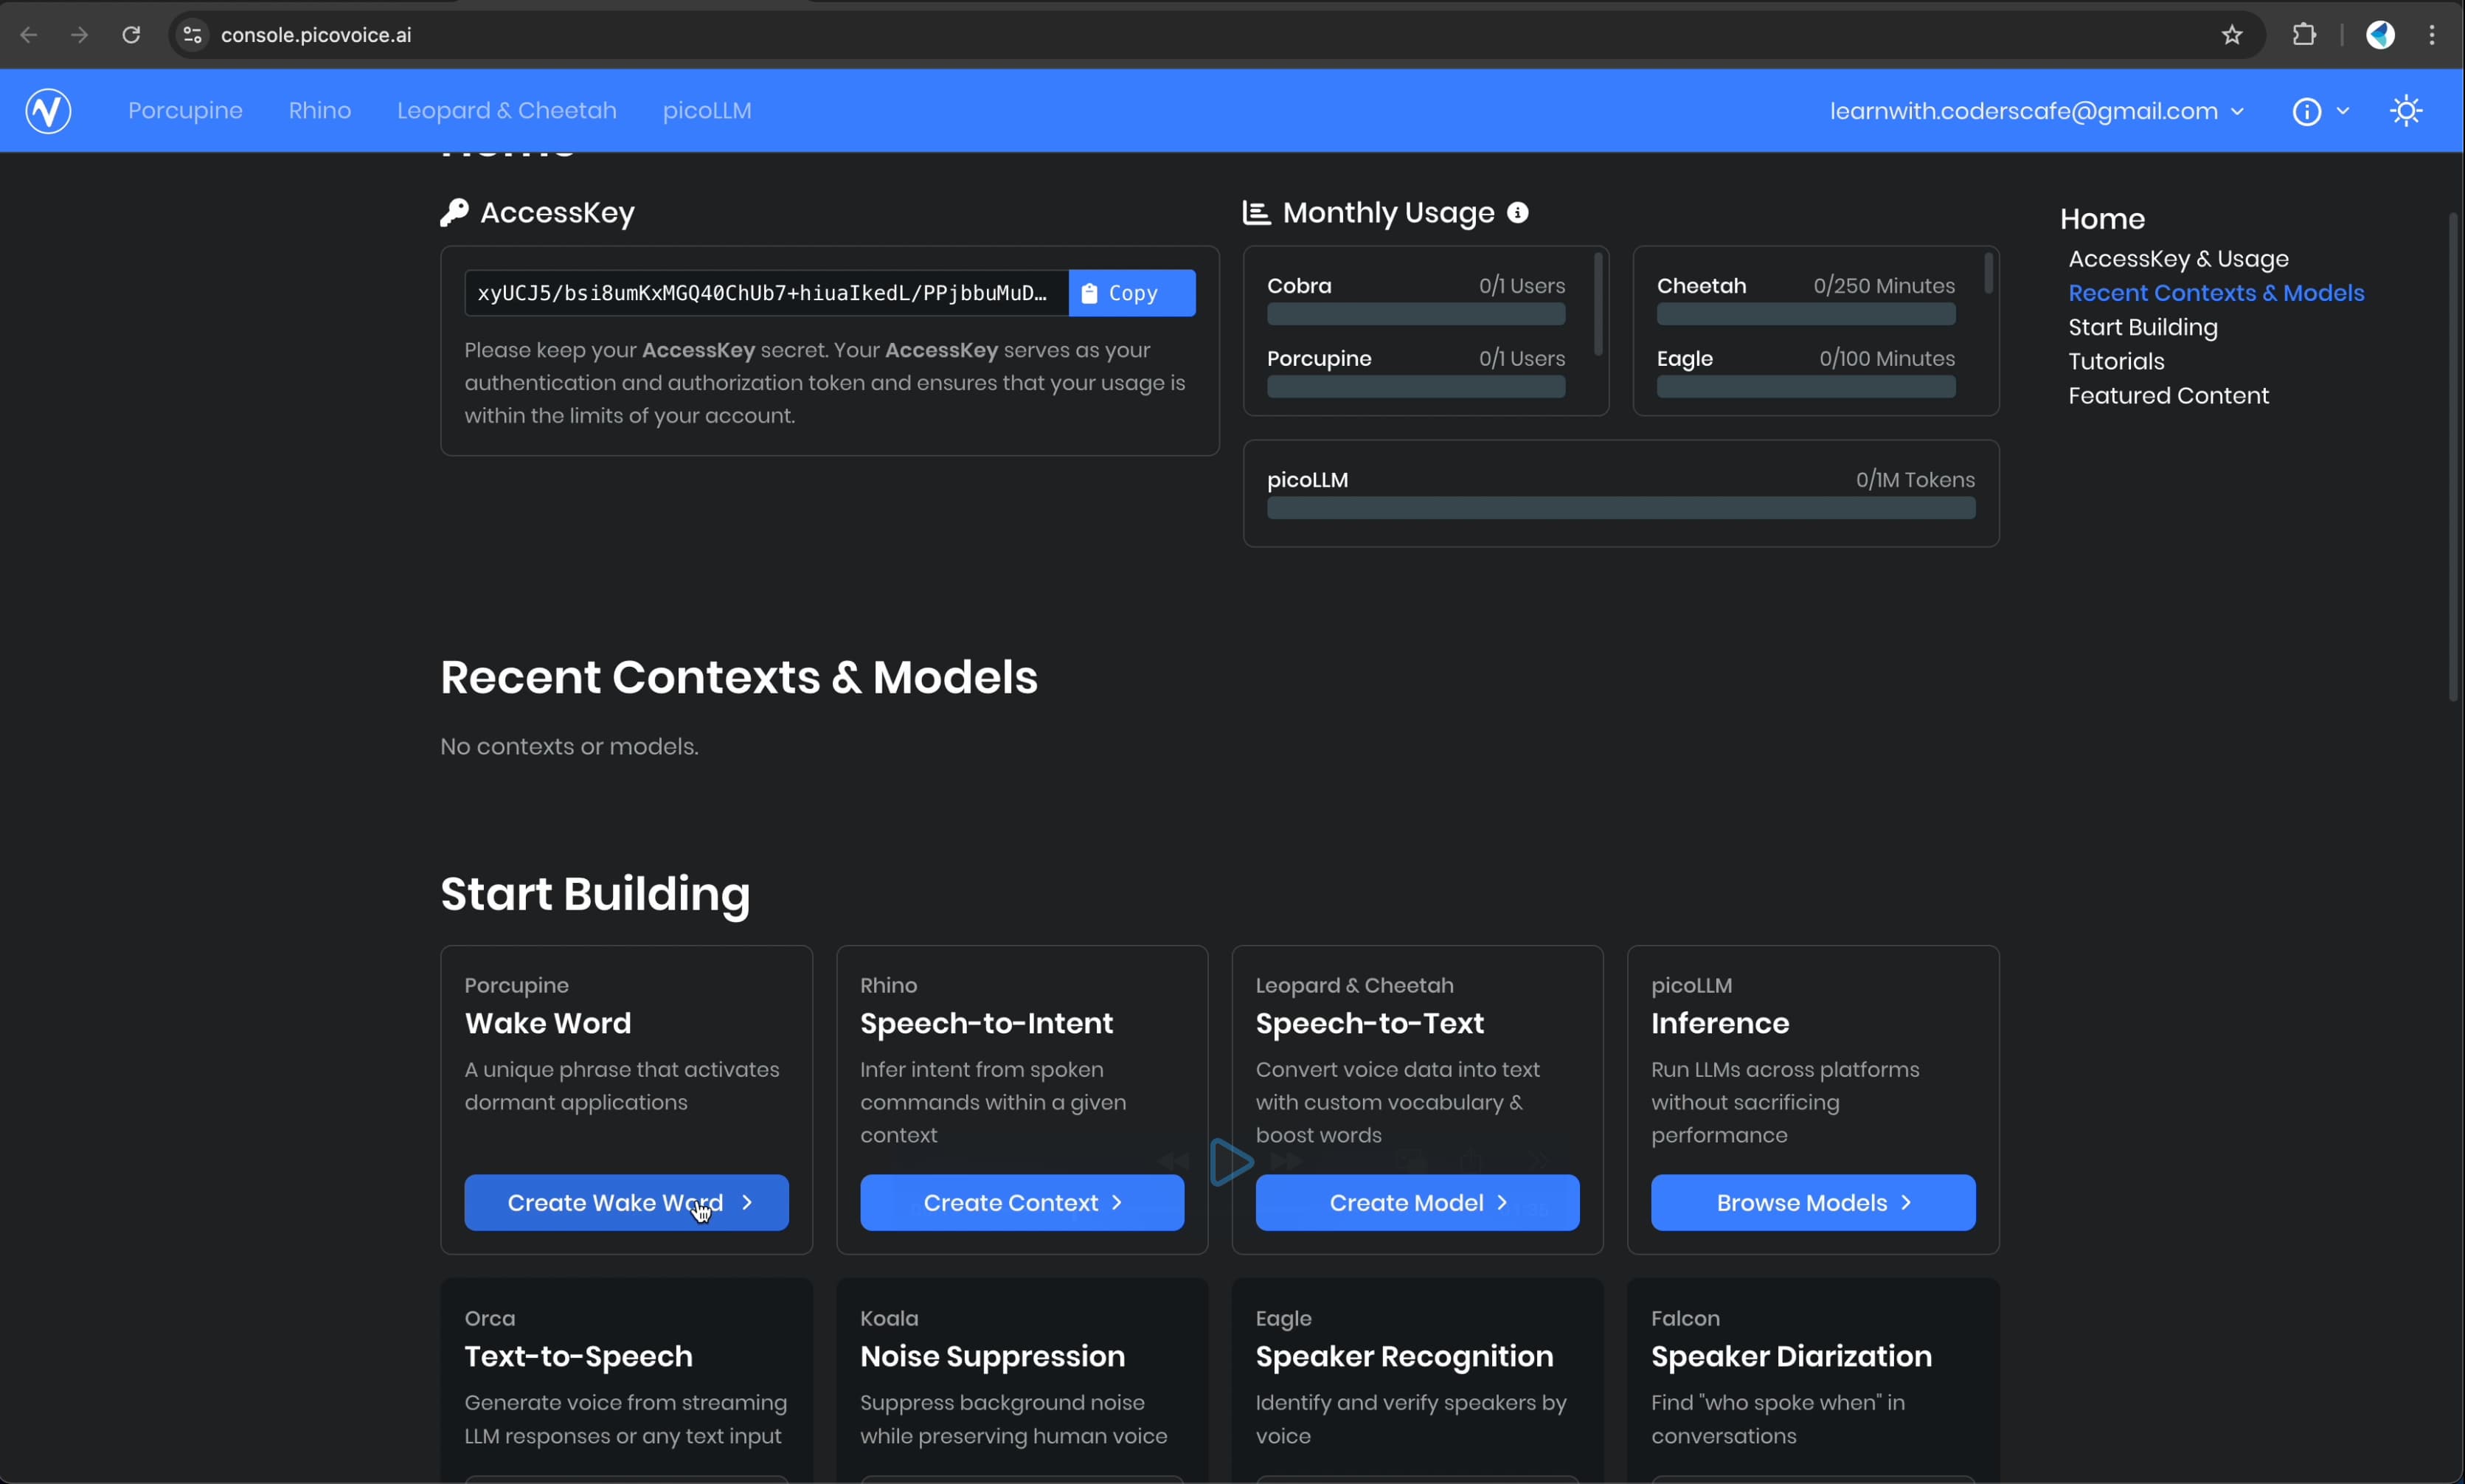 console.picovoice.ai
Porcupine Rhino Leopard & Cheetah picoLLM learnwith.coderscafe@gmail.com
AccessKey
xyUCJ5/bsi8umKxMGQ40ChUb7+hiuaIkedL/PPjbbuMuD… Copy
Please keep your AccessKey secret. Your AccessKey serves as your
authentication and authorization token and ensures that your usage is
within the limits of your account.
Monthly Usage
Cobra 0/1 Users
Porcupine 0/1 Users
Cheetah 0/250 Minutes
Eagle 0/100 Minutes
picoLLM 0/1M Tokens
Home
AccessKey & Usage
Recent Contexts & Models
Start Building
Tutorials
Featured Content
Recent Contexts & Models
No contexts or models.
Start Building
Porcupine
Wake Word
A unique phrase that activates
dormant applications
Create Wake Word
Rhino
Speech-to-Intent
Infer intent from spoken
commands within a given
context
Create Context
Leopard & Cheetah
Speech-to-Text
Convert voice data into text
with custom vocabulary &
boost words
Create Model
picoLLM
Inference
Run LLMs across platforms
without sacrificing
performance
Browse Models
Orca
Text-to-Speech
Generate voice from streaming
LLM responses or any text input
Koala
Noise Suppression
Suppress background noise
while preserving human voice
Eagle
Speaker Recognition
Identify and verify speakers by
voice
Falcon
Speaker Diarization
Find "who spoke when" in
conversations